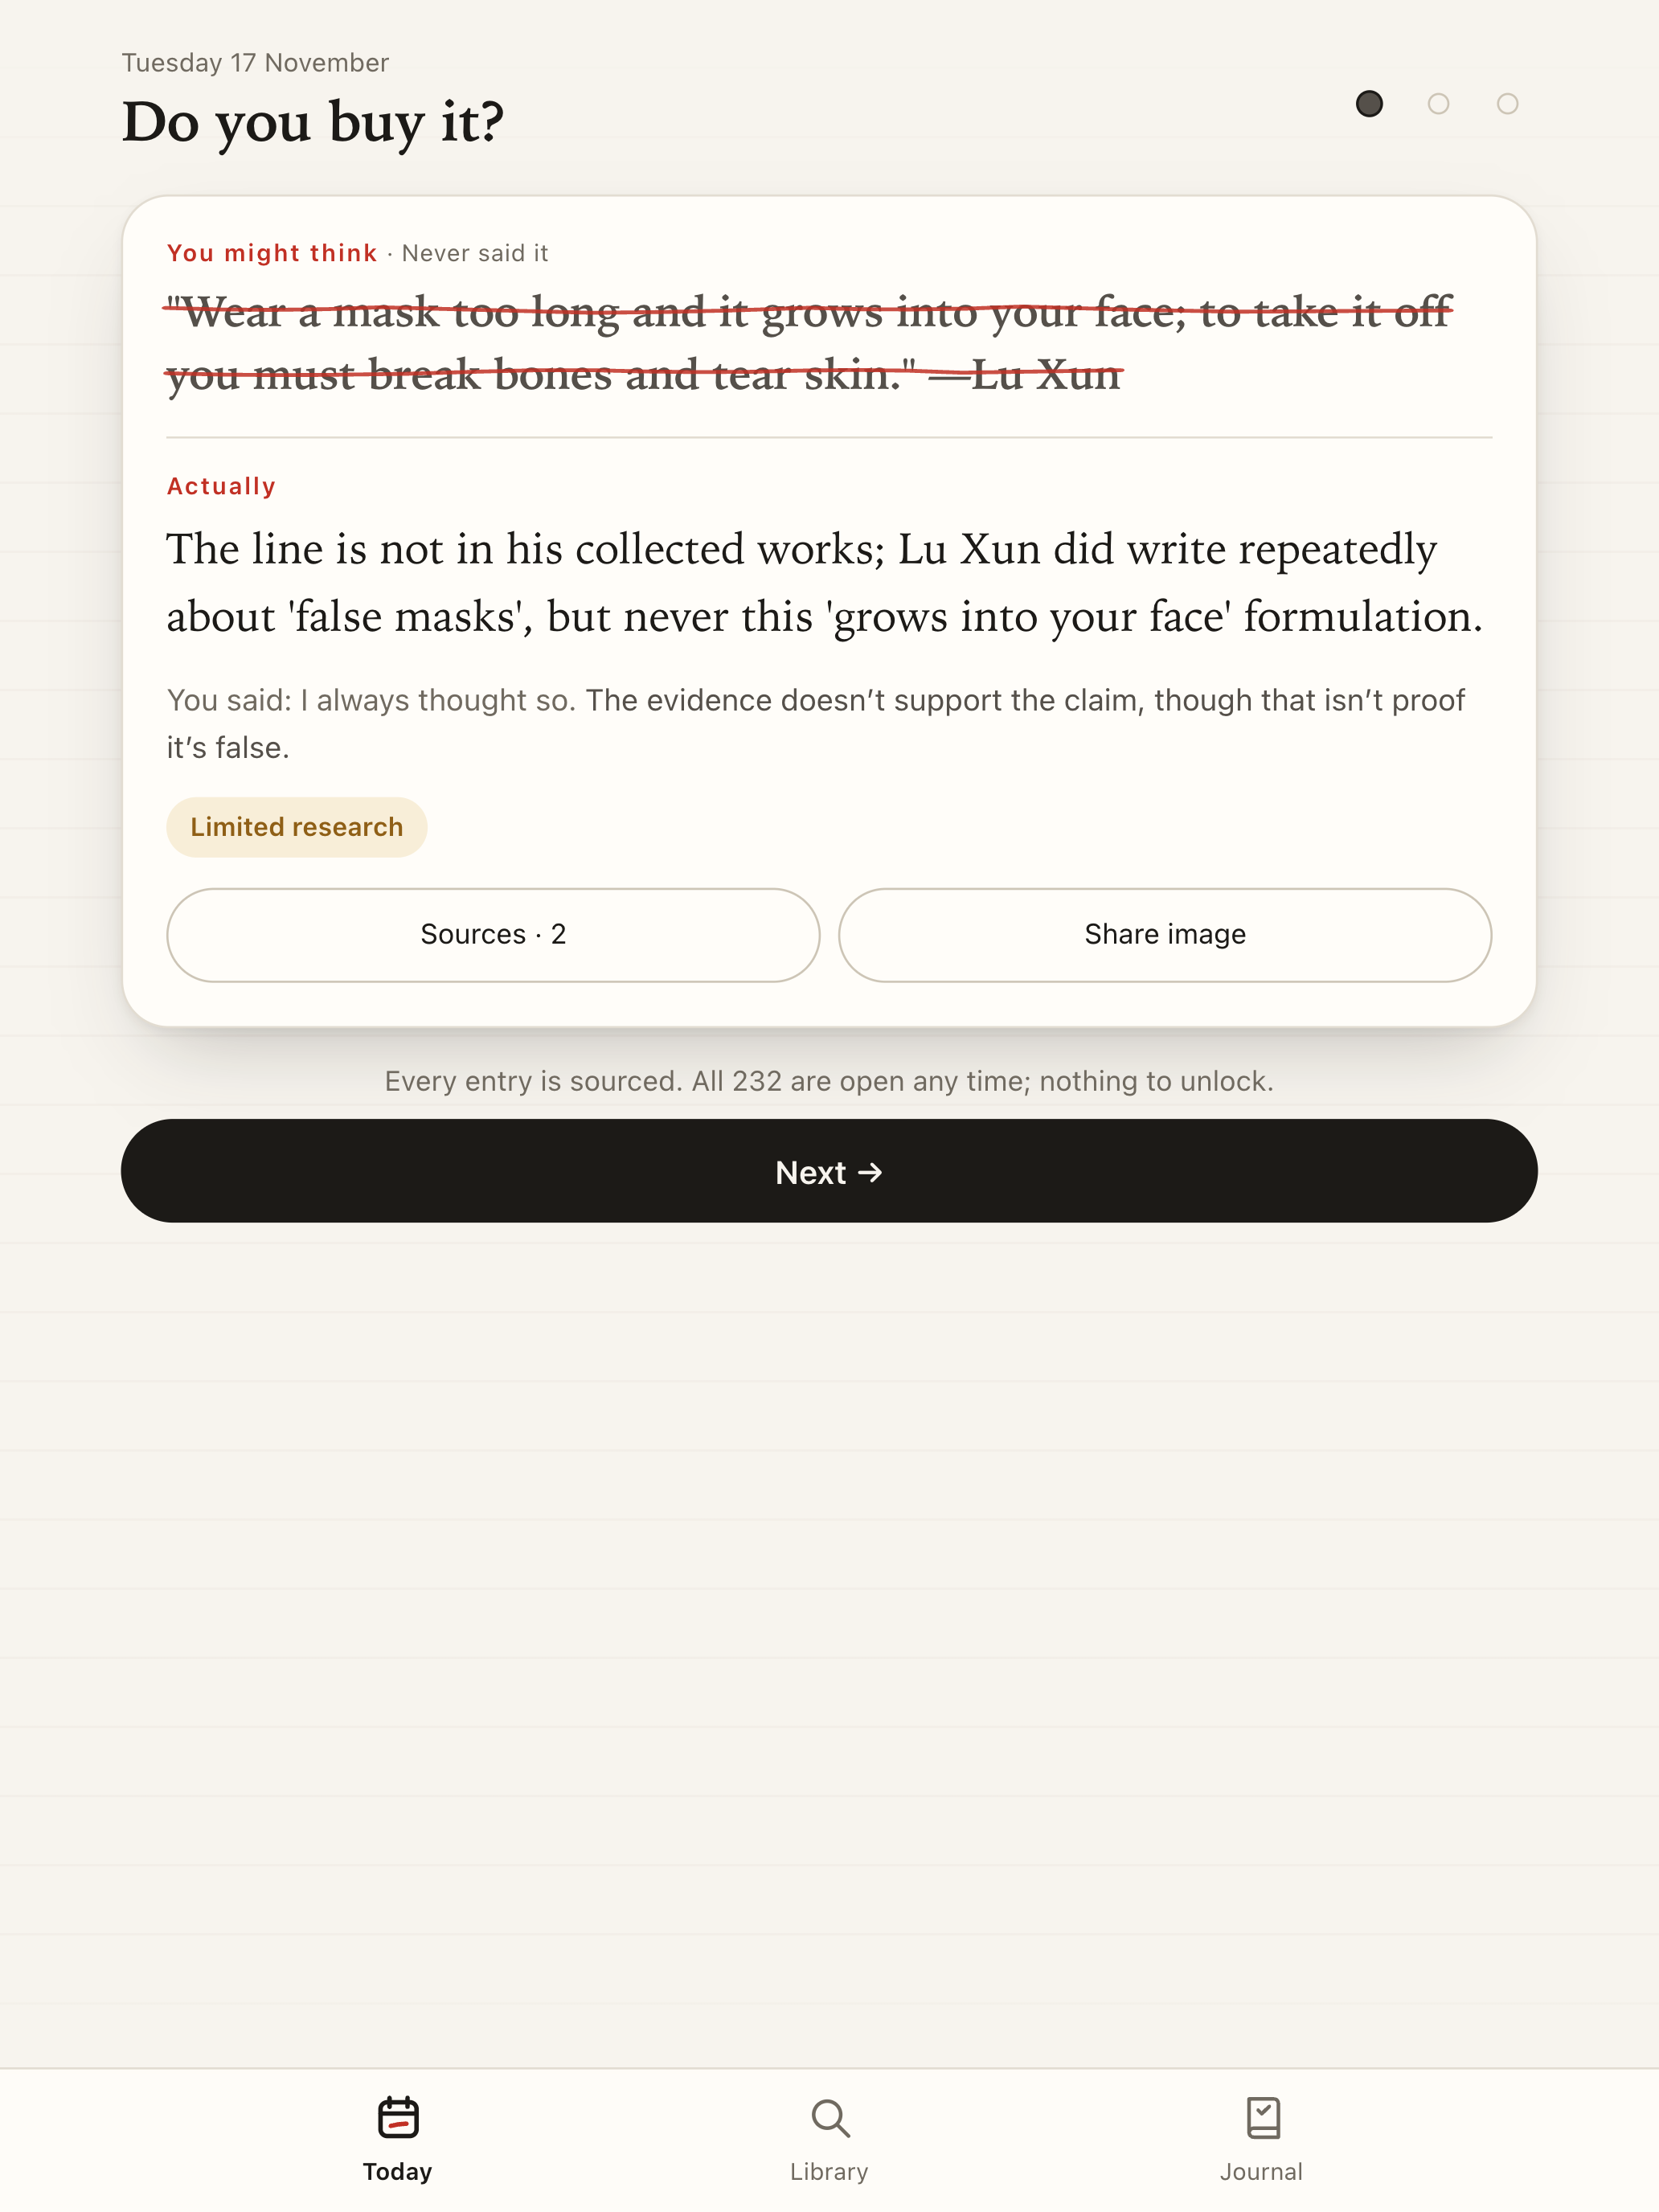 Tuesday 17 November
Do you buy it?
You might think · Never said it
"Wear a mask too long and it grows into your face; to take it off
you must break bones and tear skin." —Lu Xun
Actually
The line is not in his collected works; Lu Xun did write repeatedly
about 'false masks', but never this 'grows into your face' formulation.
You said: I always thought so. The evidence doesn’t support the claim, though that isn’t proof
it’s false.
Limited research
Sources · 2
Share image
Every entry is sourced. All 232 are open any time; nothing to unlock.
Next →
Today
Library
Journal